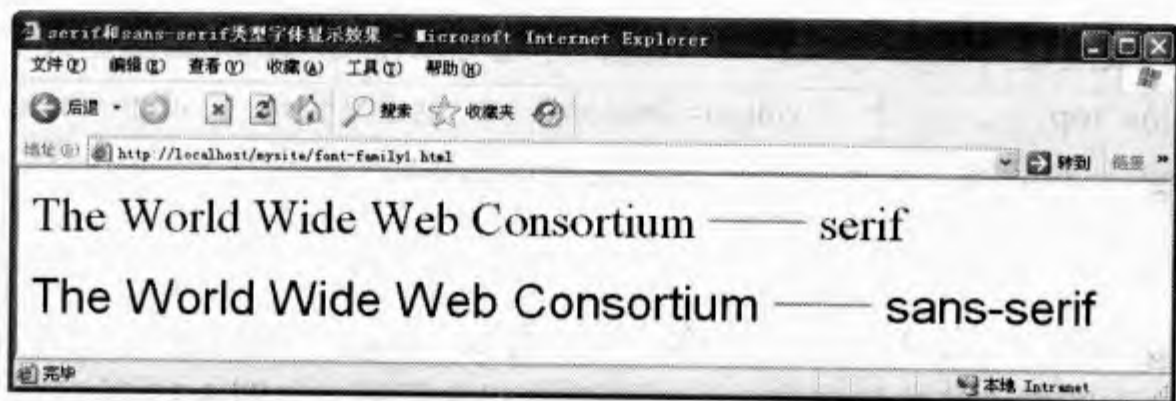 serif和sans-serif类型字体显示效果 - Microsoft Internet Explorer
文件(F) 编辑(E) 查看(V) 收藏(A) 工具(T) 帮助(H)
后退 搜索 收藏夹
地址(D) http://localhost/mysite/font-family1.html 转到 链接 »
The World Wide Web Consortium —— serif
The World Wide Web Consortium —— sans-serif
完毕 本地 Intranet